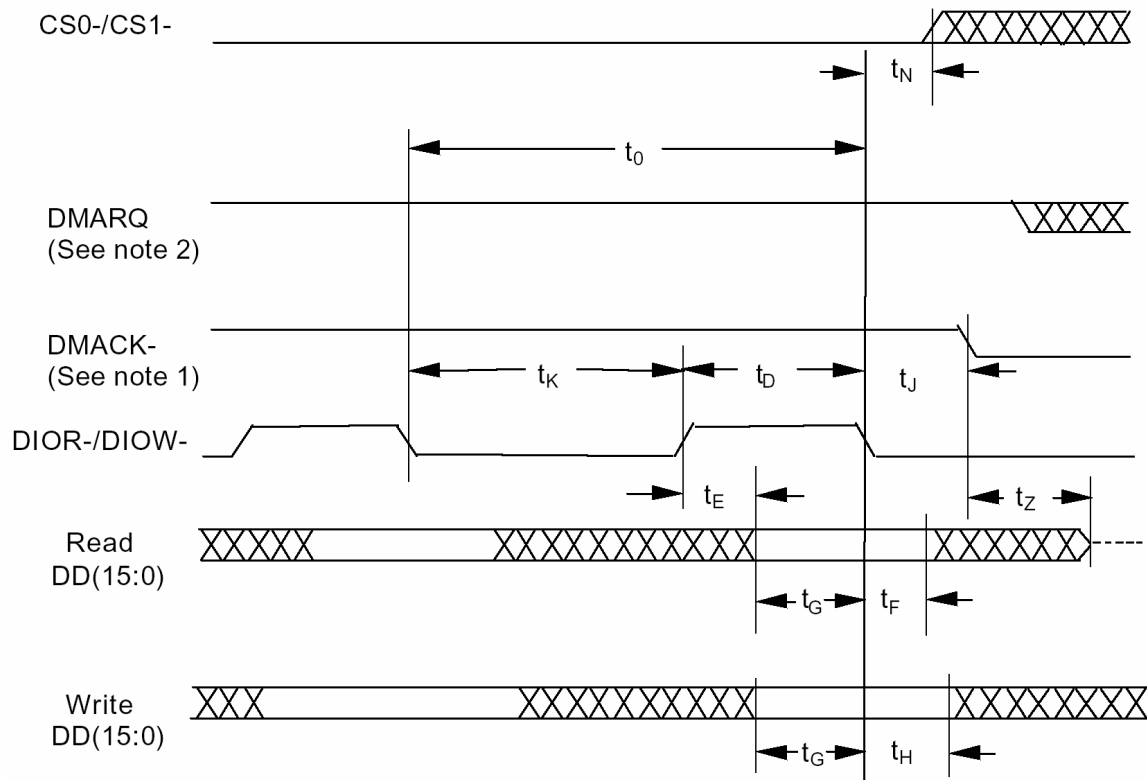 CS0-/CS1-
tN
t0
DMARQ
(See note 2)
DMACK-
(See note 1)
tK
tD
tJ
DIOR-/DIOW-
tE
tZ
Read
DD(15:0)
tG
tF
Write
DD(15:0)
tG
tH